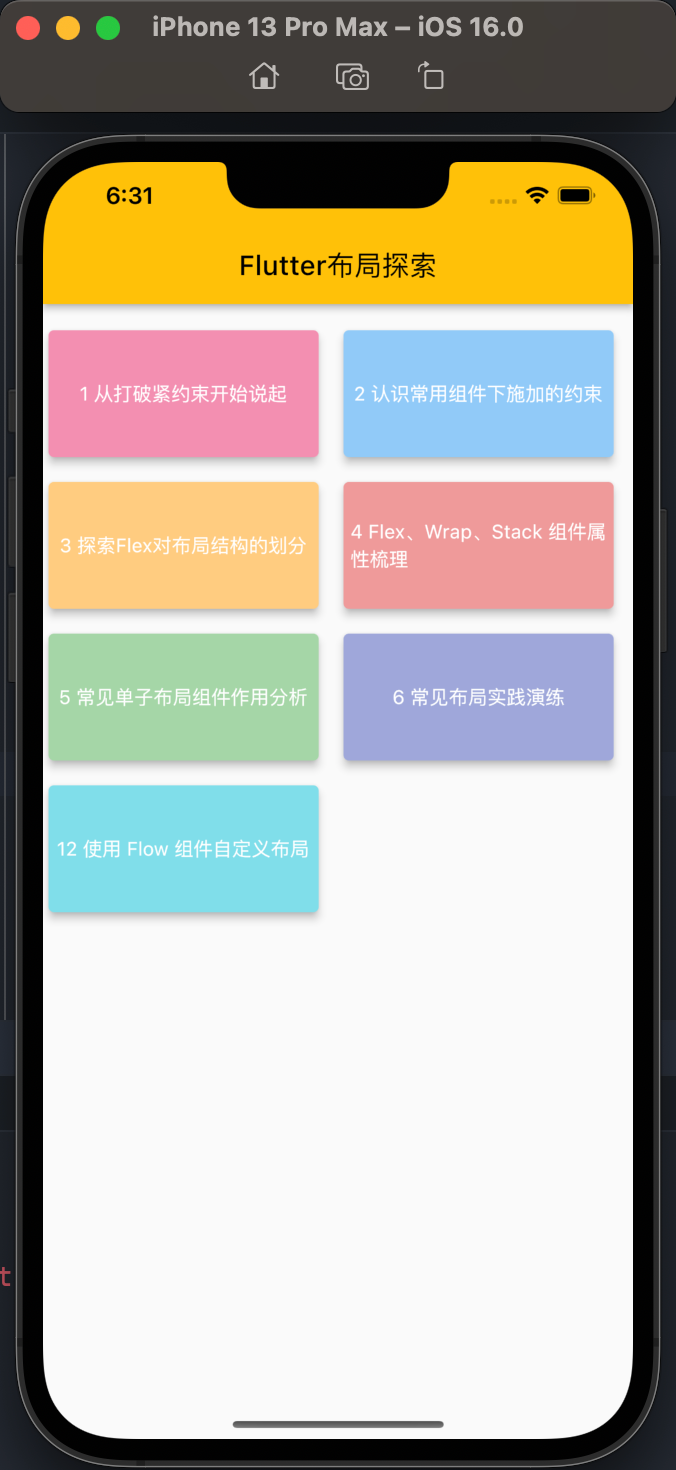 iPhone 13 Pro Max – iOS 16.0
6:31
Flutter布局探索
1 从打破紧约束开始说起
2 认识常用组件下施加的约束
3 探索Flex对布局结构的划分
4 Flex、Wrap、Stack 组件属
性梳理
5 常见单子布局组件作用分析
6 常见布局实践演练
12 使用 Flow 组件自定义布局
t